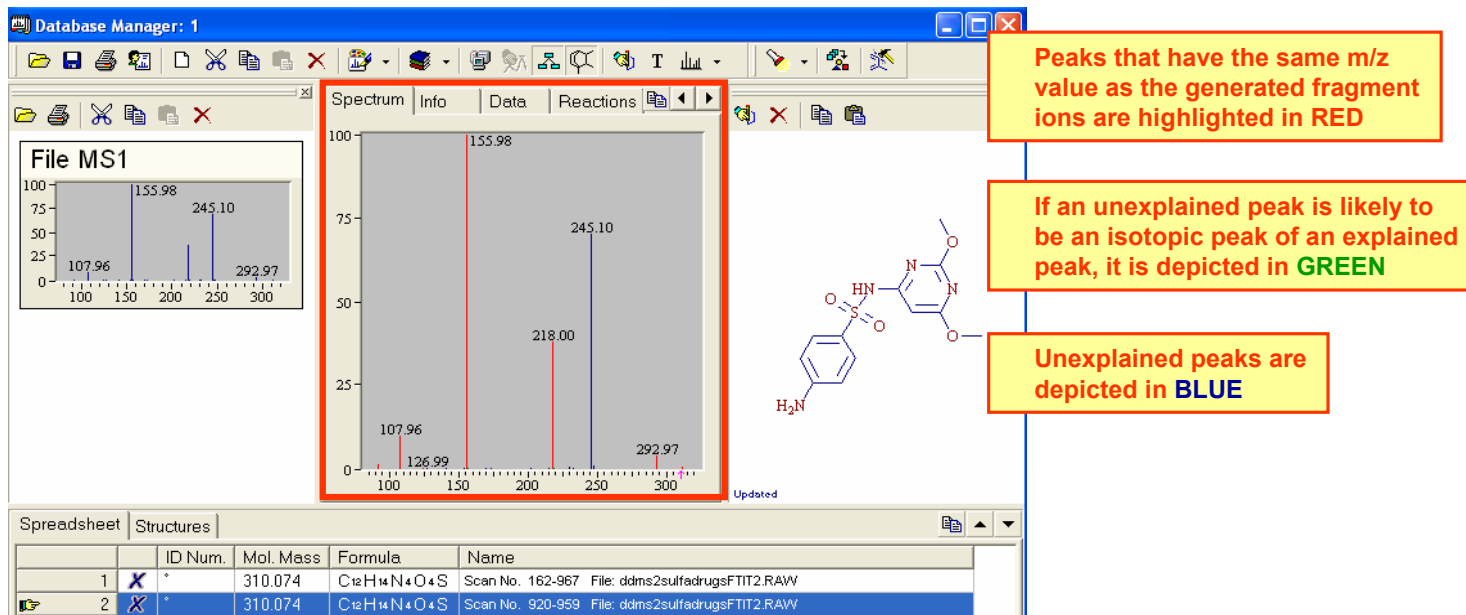 Database Manager: 1
T
Spectrum Info Data Reactions
File MS1
100
75
50
25
0
155.98
245.10
107.96
292.97
100 150 200 250 300
100
75
50
25
0
155.98
245.10
218.00
107.96
126.99
292.97
100 150 200 250 300
O
N
N
HN
O
S
O
O
H₂N
Updated
Peaks that have the same m/z
value as the generated fragment
ions are highlighted in RED
If an unexplained peak is likely to
be an isotopic peak of an explained
peak, it is depicted in GREEN
Unexplained peaks are
depicted in BLUE
Spreadsheet Structures
ID Num. Mol. Mass Formula Name
1 X * 310.074 C₁₂H₁₄N₄O₄S Scan No. 162-967 File: ddms2sulfadrugsFTIT2.RAW
2 X * 310.074 C₁₂H₁₄N₄O₄S Scan No. 920-959 File: ddms2sulfadrugsFTIT2.RAW